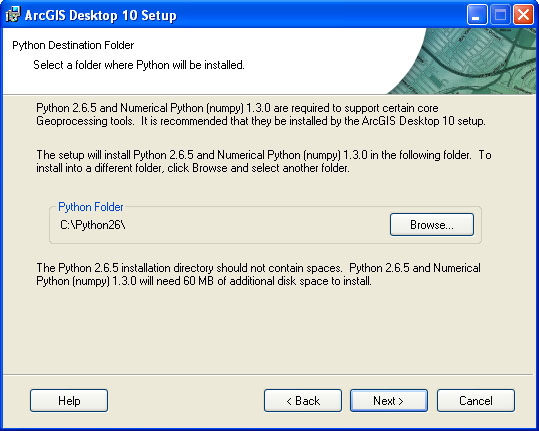 ArcGIS Desktop 10 Setup
Python Destination Folder
Select a folder where Python will be installed.
Python 2.6.5 and Numerical Python (numpy) 1.3.0 are required to support certain core
Geoprocessing tools.  It is recommended that they be installed by the ArcGIS Desktop 10 setup.
The setup will install Python 2.6.5 and Numerical Python (numpy) 1.3.0 in the following folder.  To
install into a different folder, click Browse and select another folder.
Python Folder
C:\Python26\
Browse...
The Python 2.6.5 installation directory should not contain spaces.  Python 2.6.5 and Numerical
Python (numpy) 1.3.0 will need 60 MB of additional disk space to install.
Help
< Back
Next >
Cancel